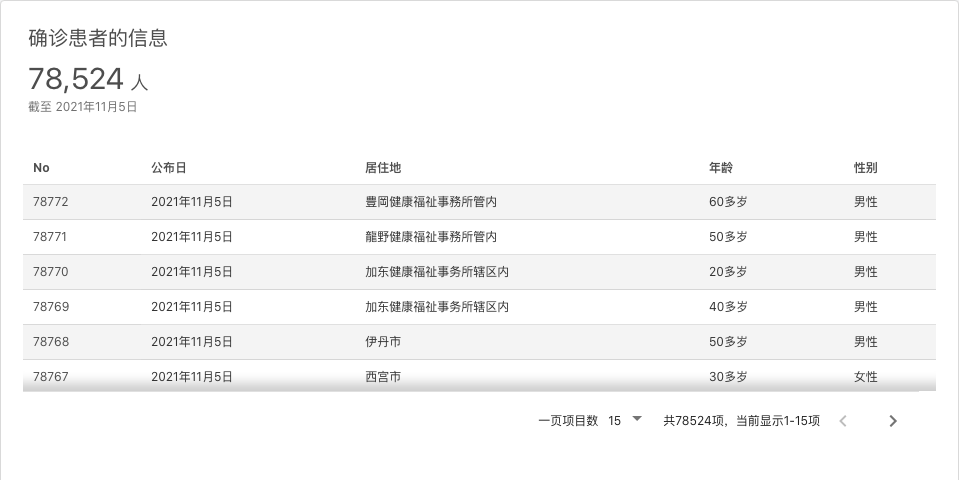 确诊患者的信息
78,524 人
截至 2021年11月5日
No 公布日 居住地 年龄 性别
78772 2021年11月5日 豊岡健康福祉事務所管内 60多岁 男性
78771 2021年11月5日 龍野健康福祉事務所管内 50多岁 男性
78770 2021年11月5日 加东健康福祉事务所辖区内 20多岁 男性
78769 2021年11月5日 加东健康福祉事务所辖区内 40多岁 男性
78768 2021年11月5日 伊丹市 50多岁 男性
78767 2021年11月5日 西宫市 30多岁 女性
一页项目数 15 共78524项，当前显示1-15项